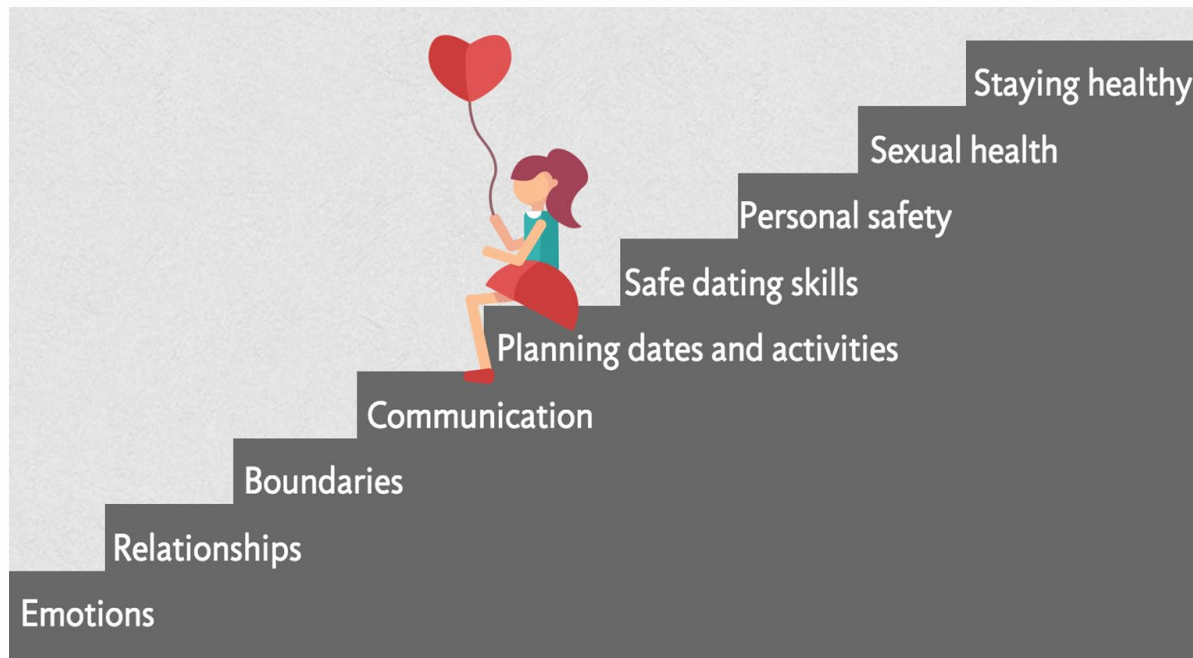 Staying healthy
Sexual health
Personal safety
Safe dating skills
Planning dates and activities
Communication
Boundaries
Relationships
Emotions